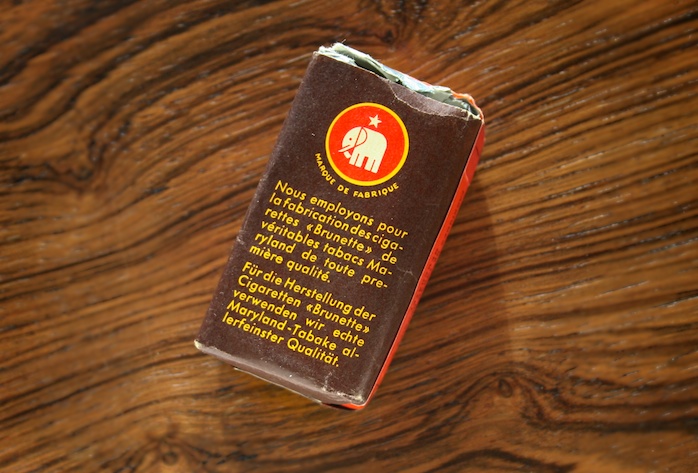 MARQUE DE FABRIQUE
Nous employons pour
la fabrication des ciga-
rettes «Brunette» de
véritables tabacs Ma-
ryland de toute pre-
mière qualité.
Für die Herstellung der
Cigaretten «Brunette»
verwenden wir echte
Maryland-Tabake al-
lerfeinster Qualität.